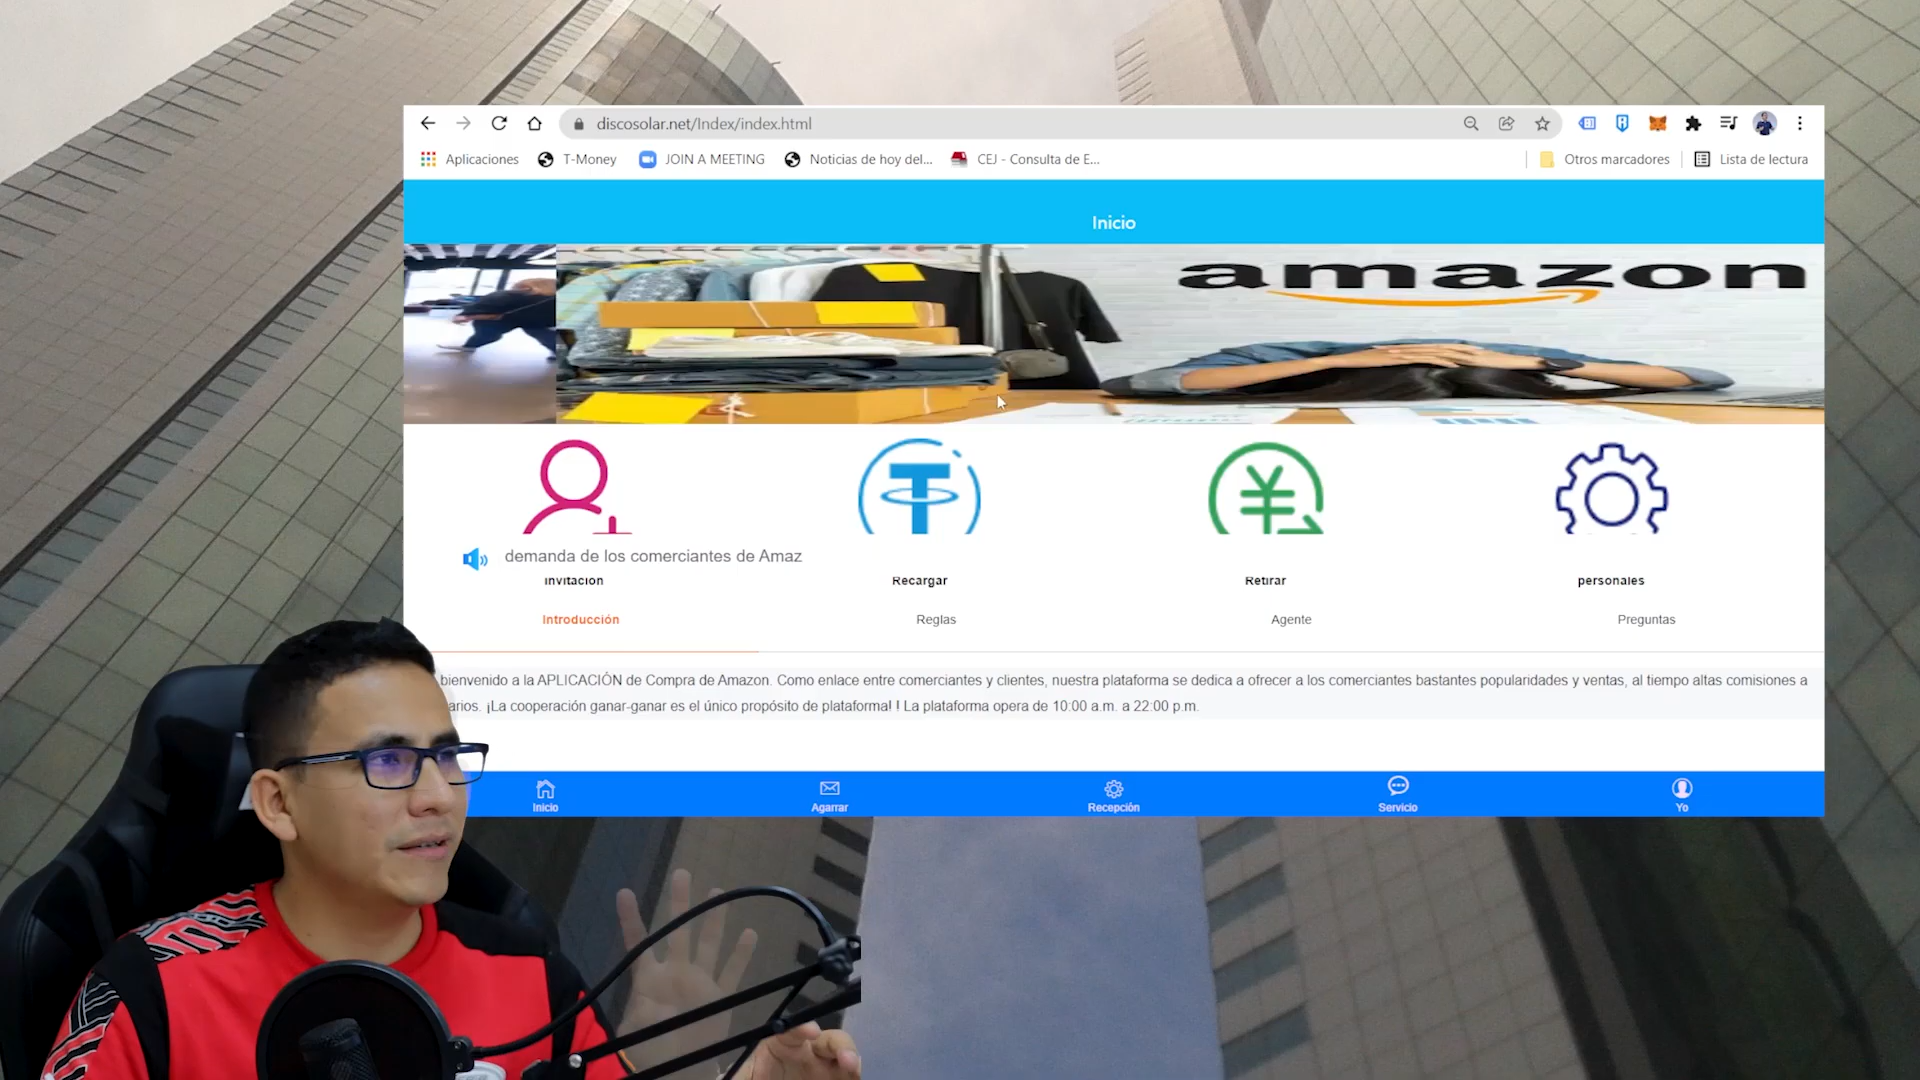 discosolar.net/Index/index.html
Aplicaciones T-Money JOIN A MEETING Noticias de hoy del... CEJ - Consulta de E... Otros marcadores Lista de lectura
Inicio
amazon
demanda de los comerciantes de Amaz
Invitación Recargar Retirar personales
Introducción Reglas Agente Preguntas
bienvenido a la APLICACIÓN de Compra de Amazon. Como enlace entre comerciantes y clientes, nuestra plataforma se dedica a ofrecer a los comerciantes bastantes popularidades y ventas, al tiempo altas comisiones a
arios. ¡La cooperación ganar-ganar es el único propósito de plataforma! ! La plataforma opera de 10:00 a.m. a 22:00 p.m.
Inicio Agarrar Recepción Servicio Yo